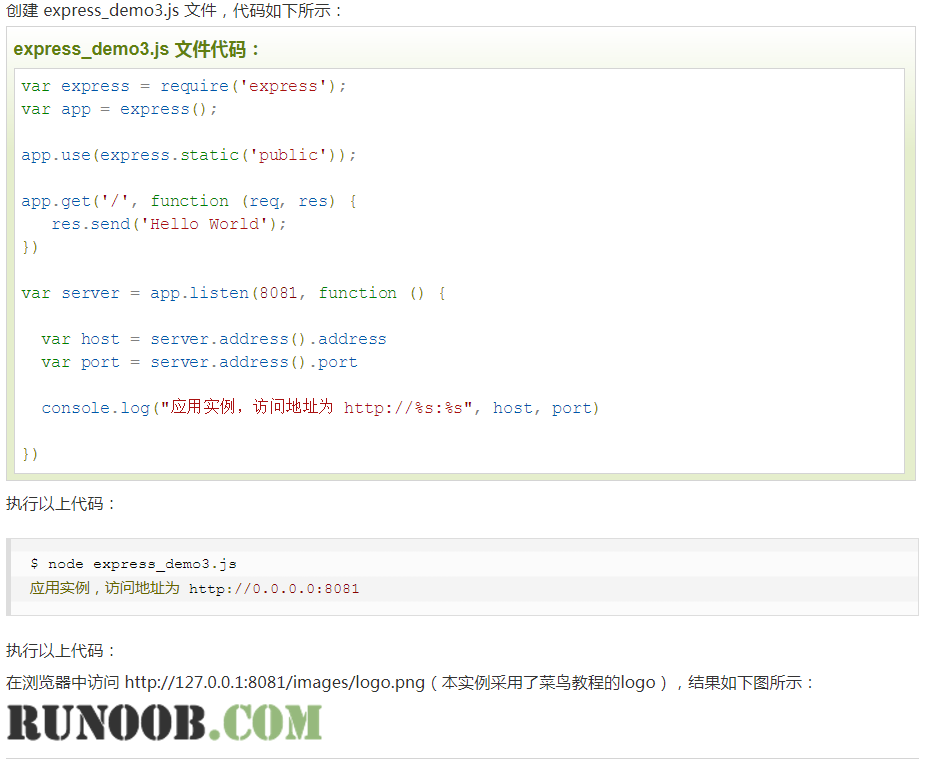 创建 express_demo3.js 文件，代码如下所示：
express_demo3.js 文件代码：
var express = require('express');
var app = express();
app.use(express.static('public'));
app.get('/', function (req, res) {
   res.send('Hello World');
})
var server = app.listen(8081, function () {
  var host = server.address().address
  var port = server.address().port
  console.log("应用实例，访问地址为 http://%s:%s", host, port)
})
执行以上代码：
$ node express_demo3.js
应用实例，访问地址为 http://0.0.0.0:8081
执行以上代码：
在浏览器中访问 http://127.0.0.1:8081/images/logo.png（本实例采用了菜鸟教程的logo），结果如下图所示：
RUNOOB.COM